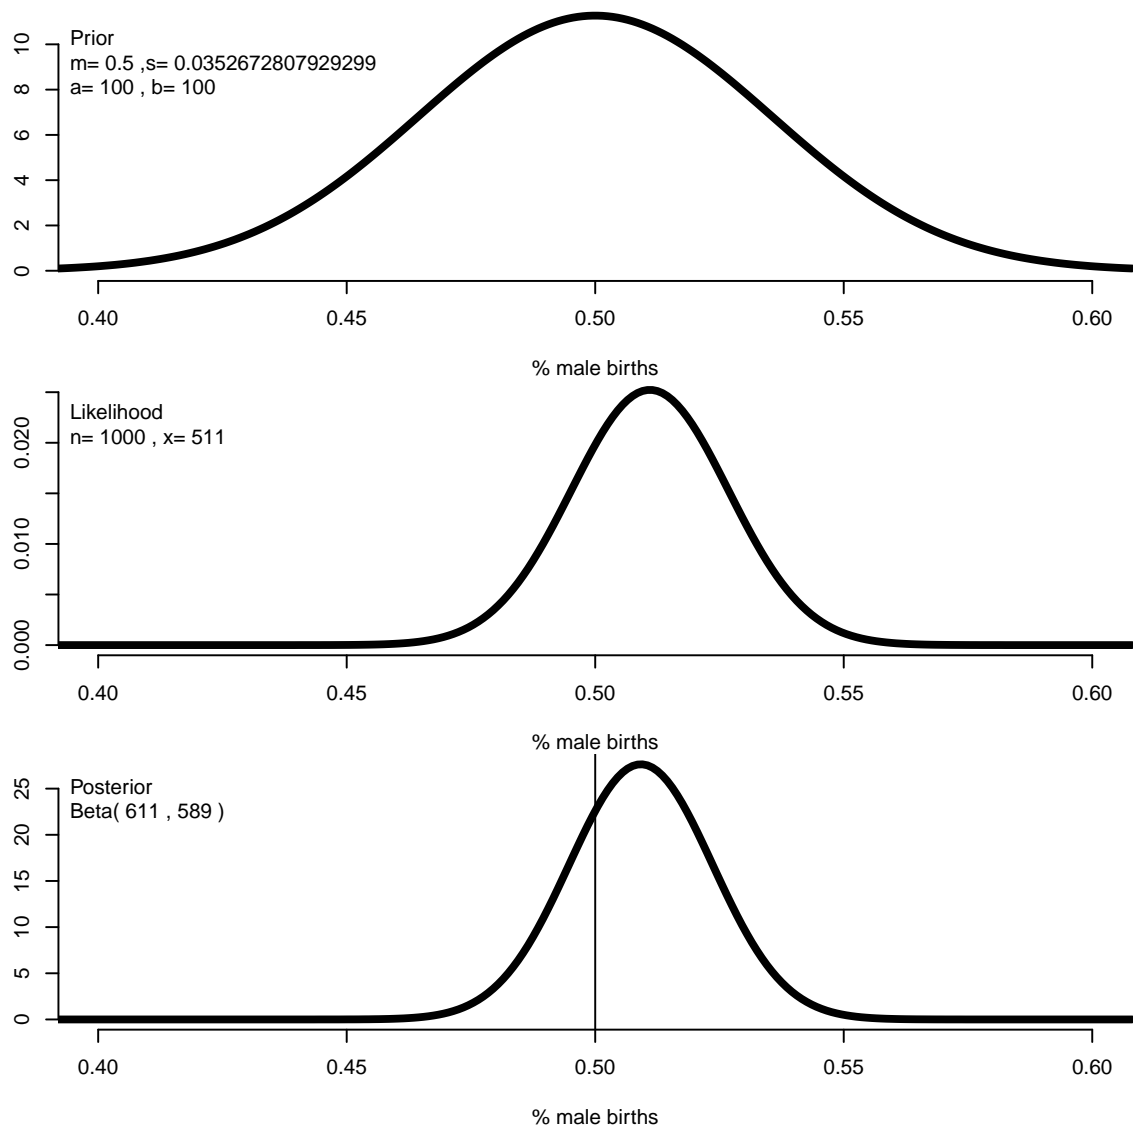 Prior
m= 0.5 ,s= 0.0352672807929299
a= 100 , b= 100
10
8
6
4
2
0
0.40 0.45 0.50 0.55 0.60
% male births
Likelihood
n= 1000 , x= 511
0.020
0.010
0.000
0.40 0.45 0.50 0.55 0.60
% male births
Posterior
Beta( 611 , 589 )
25
20
15
10
5
0
0.40 0.45 0.50 0.55 0.60
% male births